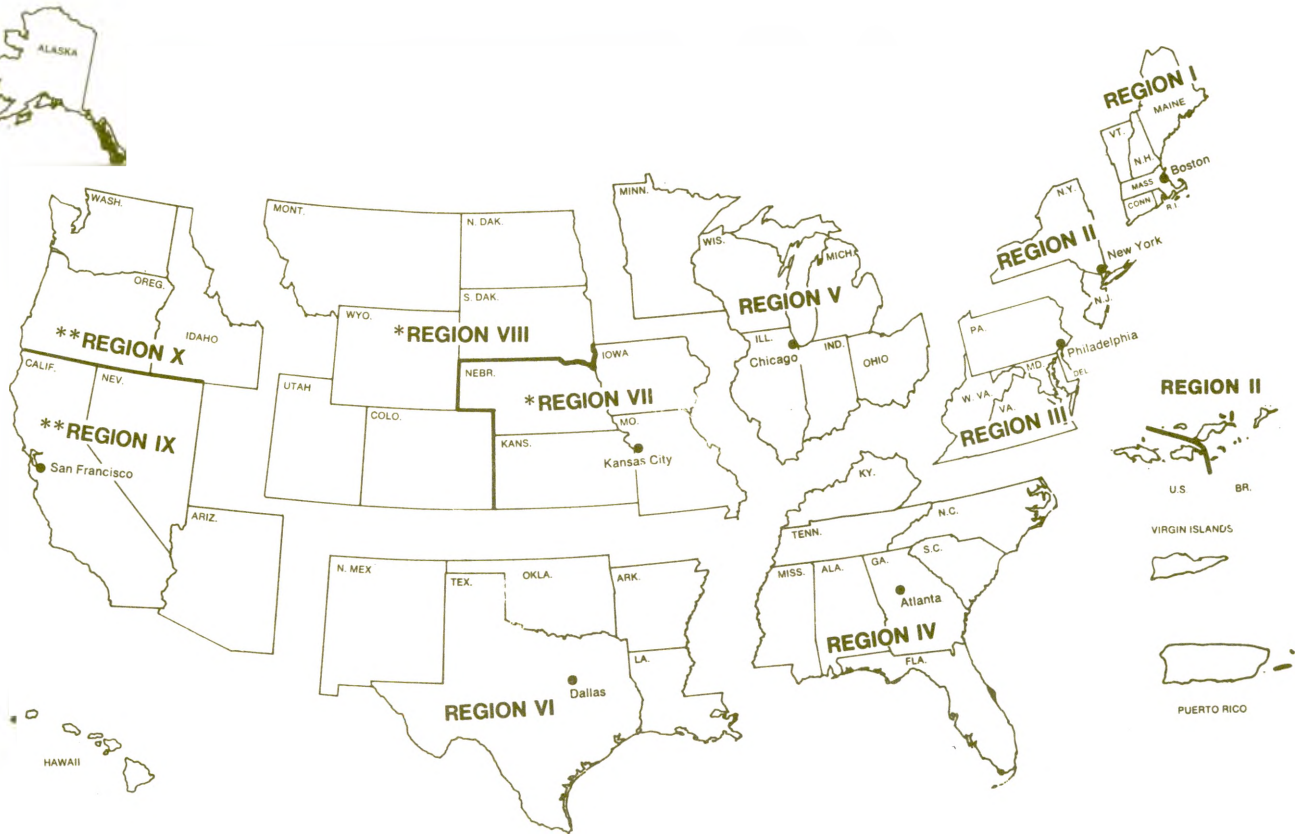 ALASKA
REGION I
MAINE
VT.
N.H.
Boston
MASS
CONN
R.I.
WASH.
MONT.
N. DAK.
MINN.
N.Y.
WIS.
MICH.
REGION II
New York
OREG.
S. DAK.
REGION V
N.J.
WYO.
*REGION VIII
IDAHO
**REGION X
PA.
ILL.
IND.
Chicago
OHIO
Philadelphia
IOWA
CALIF.
NEV.
NEBR.
MD.
DEL
UTAH
W. VA.
VA.
REGION III
REGION II
COLO.
*REGION VII
MO.
**REGION IX
KANS.
Kansas City
San Francisco
KY.
U.S
BR.
VIRGIN ISLANDS
ARIZ.
N.C.
TENN.
S.C.
N. MEX
OKLA.
TEX.
ARK.
MISS.
ALA.
GA.
Atlanta
REGION IV
LA.
FLA.
Dallas
REGION VI
PUERTO RICO
HAWAII